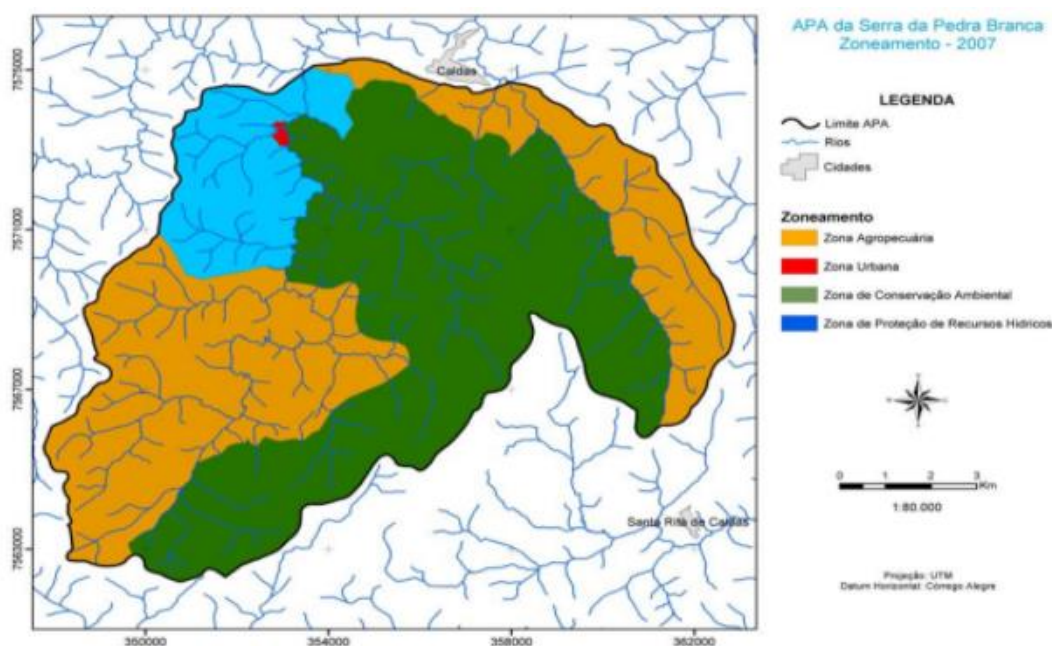 APA da Serra da Pedra Branca
Zoneamento - 2007
LEGENDA
Limite APA
Rios
Cidades
Zoneamento
Zona Agropecuária
Zona Urbana
Zona de Conservação Ambiental
Zona de Proteção de Recursos Hídricos
0 1 2 3
Km
1:80.000
Projeção: UTM
Datum Horizontal: Córrego Alegre
Caldas
Santa Rita de Caldas
7575000
7571000
7567000
7563000
350000 354000 358000 362000